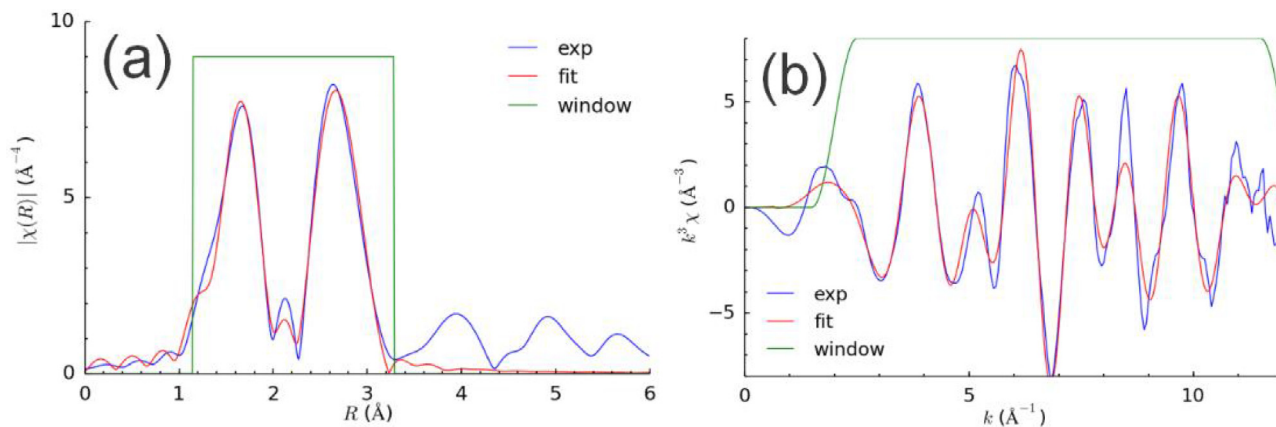 (a)
10
5
0
|χ(R)| (Å⁻⁴)
exp
fit
window
0 1 2 3 4 5 6
R (Å)
(b)
5
0
−5
k³ χ (Å⁻³)
exp
fit
window
0 5 10
k (Å⁻¹)